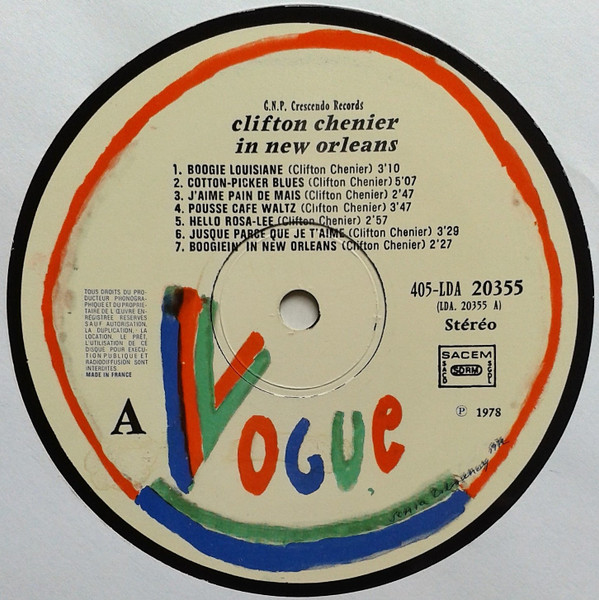 G.N.P. Crescendo Records
clifton chenier
in new orleans
1. BOOGIE LOUISIANE (Clifton Chenier) 3'10
2. COTTON-PICKER BLUES (Clifton Chenier) 5'07
3. J'AIME PAIN DE MAIS (Clifton Chenier) 2'47
4. POUSSE CAFE WALTZ (Clifton Chenier) 3'47
5. HELLO ROSA-LEE (Clifton Chenier) 2'57
6. JUSQUE PARCE QUE JE T'AIME (Clifton Chenier) 3'29
7. BOOGIEIN' IN NEW ORLEANS (Clifton Chenier) 2'27
TOUS DROITS DU PRO-
DUCTEUR PHONOGRA-
PHIQUE ET DU PROPRIE-
TAIRE DE L'ŒUVRE EN-
REGISTREE RESERVES
SAUF AUTORISATION,
LA DUPLICATION, LA
LOCATION, LE PRÊT,
L'UTILISATION DE CE
DISQUE POUR EXECU-
TION PUBLIQUE ET
RADIODIFFUSION SONT
INTERDITES.
MADE IN FRANCE
405-LDA 20355
(LDA. 20355 A)
Stéréo
SACEM
SACD SDRM SGDL
Ⓟ 1978
A
VOGUE